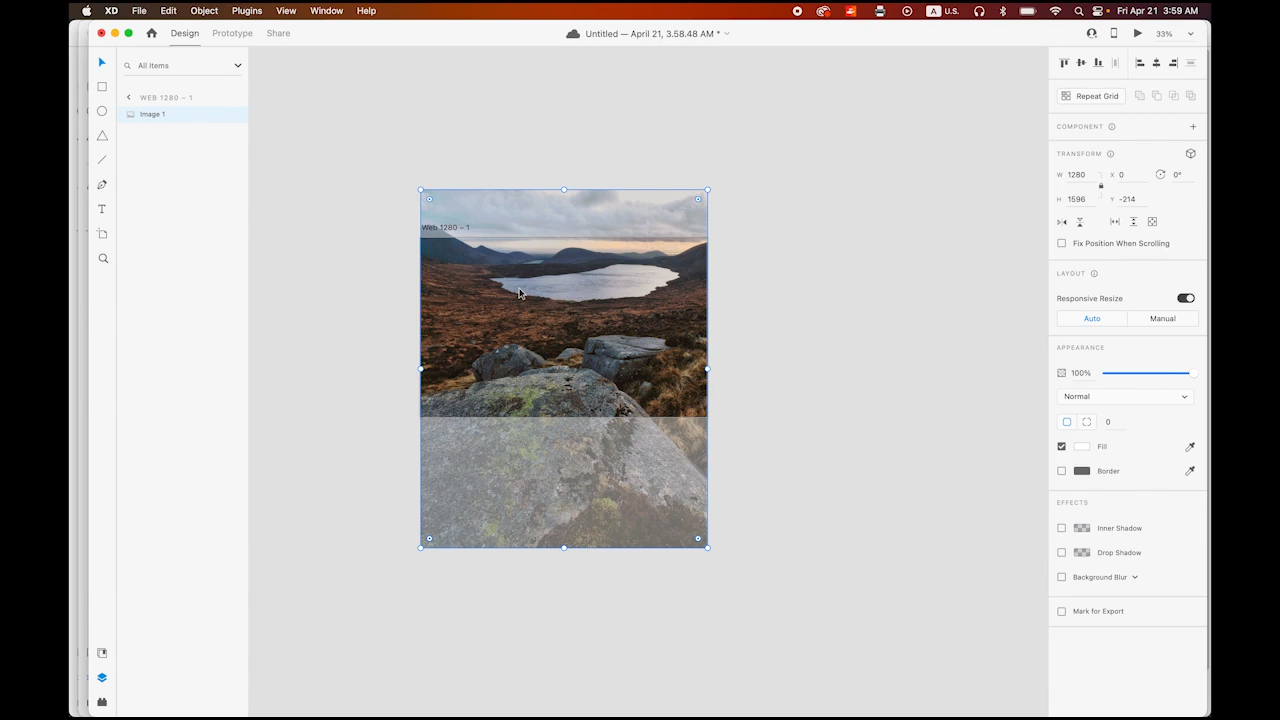 XD File Edit Object Plugins View Window Help A U.S. Fri Apr 21 3:59 AM
Design Prototype Share Untitled — April 21, 3.58.48 AM * 33%
All Items
WEB 1280 – 1
Image 1
Web 1280 – 1
Repeat Grid
COMPONENT
TRANSFORM
W 1280 X 0 0°
H 1596 Y -214
Fix Position When Scrolling
LAYOUT
Responsive Resize
Auto Manual
APPEARANCE
100%
Normal
0
Fill
Border
EFFECTS
Inner Shadow
Drop Shadow
Background Blur
Mark for Export